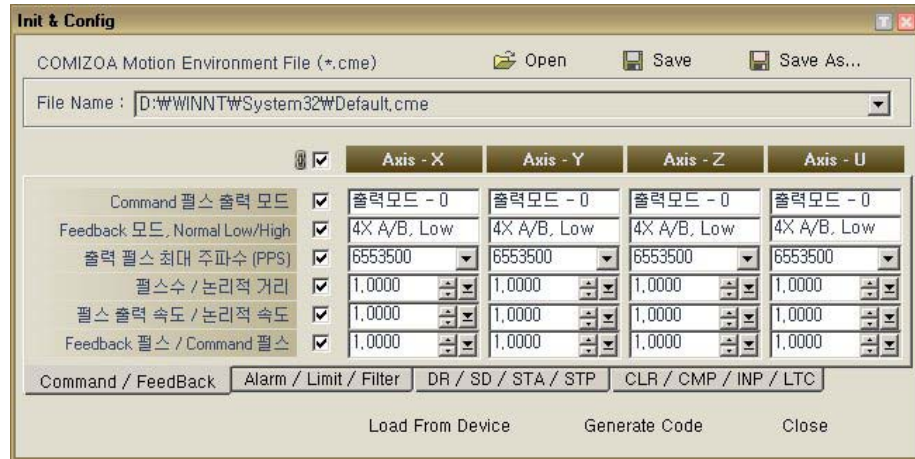 Init & Config
COMIZOA Motion Environment File (*.cme) Open Save Save As...
File Name : D:₩WINNT₩System32₩Default.cme
Axis - X Axis - Y Axis - Z Axis - U
Command 펄스 출력 모드 출력모드 - 0 출력모드 - 0 출력모드 - 0 출력모드 - 0
Feedback 모드, Normal Low/High 4X A/B, Low 4X A/B, Low 4X A/B, Low 4X A/B, Low
출력 펄스 최대 주파수 (PPS) 6553500 6553500 6553500 6553500
펄스수 / 논리적 거리 1.0000 1.0000 1.0000 1.0000
펄스 출력 속도 / 논리적 속도 1.0000 1.0000 1.0000 1.0000
Feedback 펄스 / Command 펄스 1.0000 1.0000 1.0000 1.0000
Command / FeedBack Alarm / Limit / Filter DR / SD / STA / STP CLR / CMP / INP / LTC
Load From Device Generate Code Close